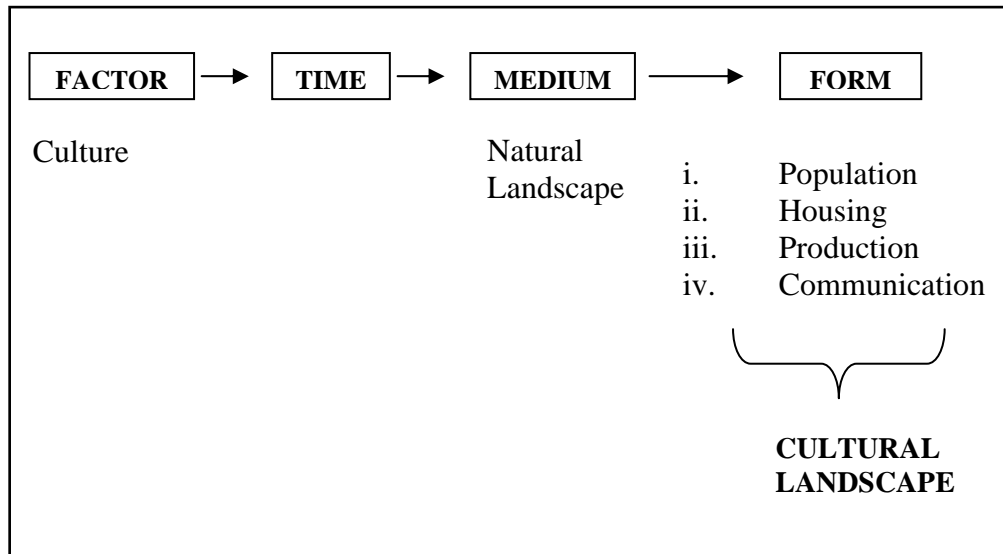 FACTOR TIME MEDIUM FORM
Culture
Natural
Landscape
i. Population
ii. Housing
iii. Production
iv. Communication
CULTURAL
LANDSCAPE